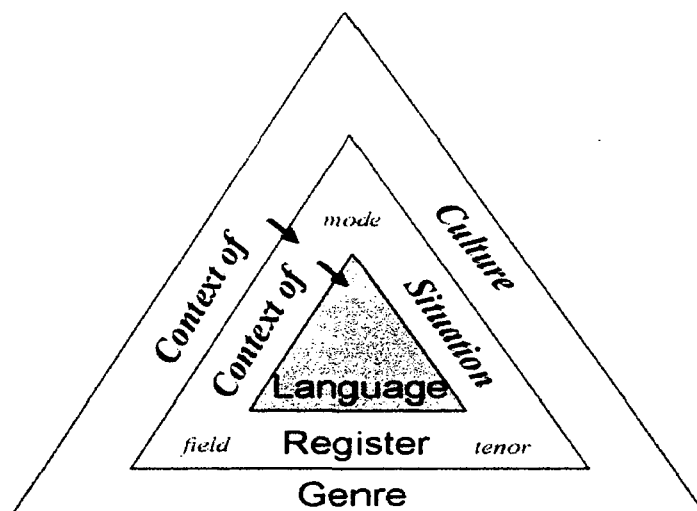 Context of
Culture
mode
Context of
Situation
Language
field
Register
tenor
Genre